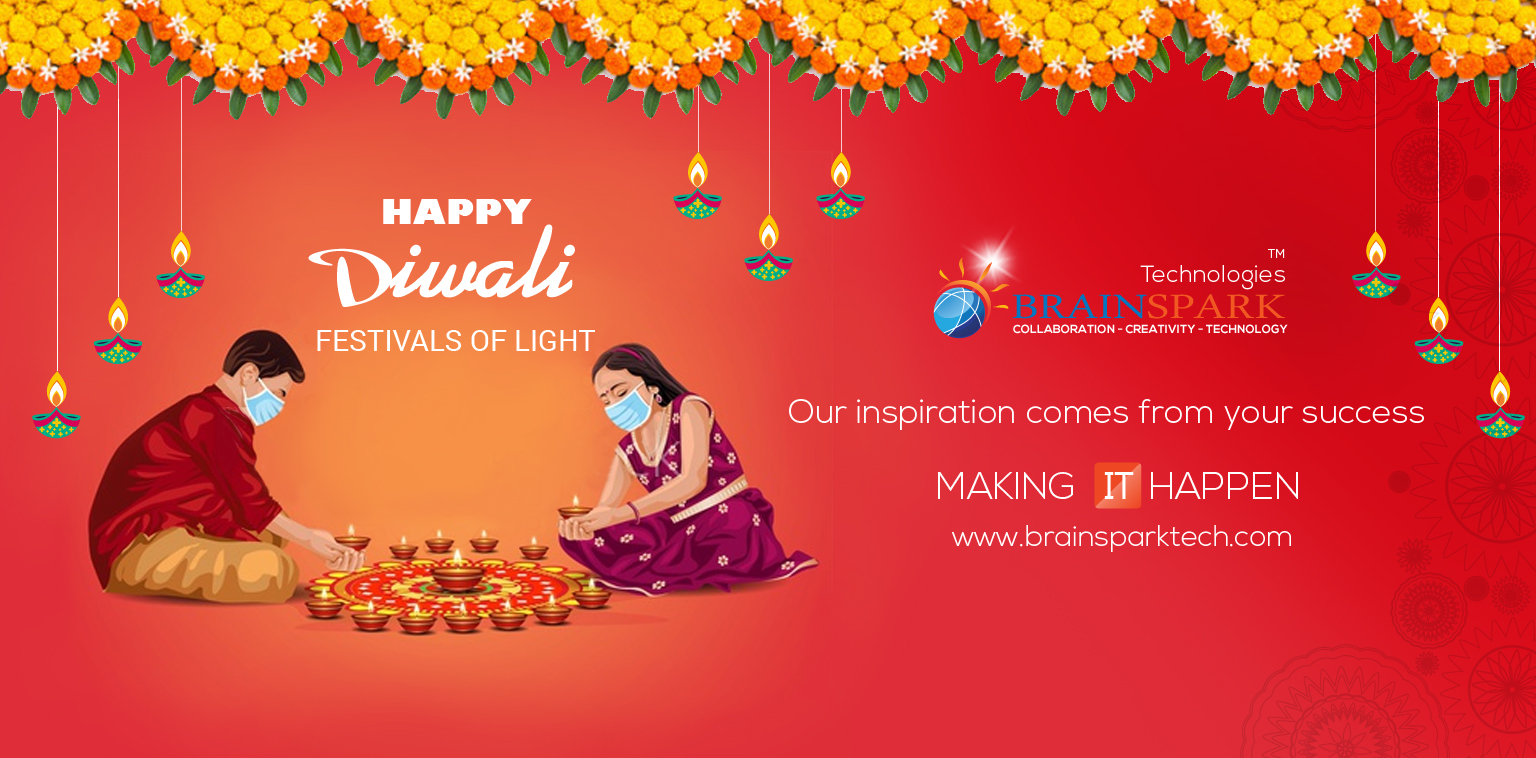 HAPPY
Diwali
FESTIVALS OF LIGHT
TM
Technologies
BRAINSPARK
COLLABORATION - CREATIVITY - TECHNOLOGY
Our inspiration comes from your success
MAKING IT HAPPEN
www.brainsparktech.com